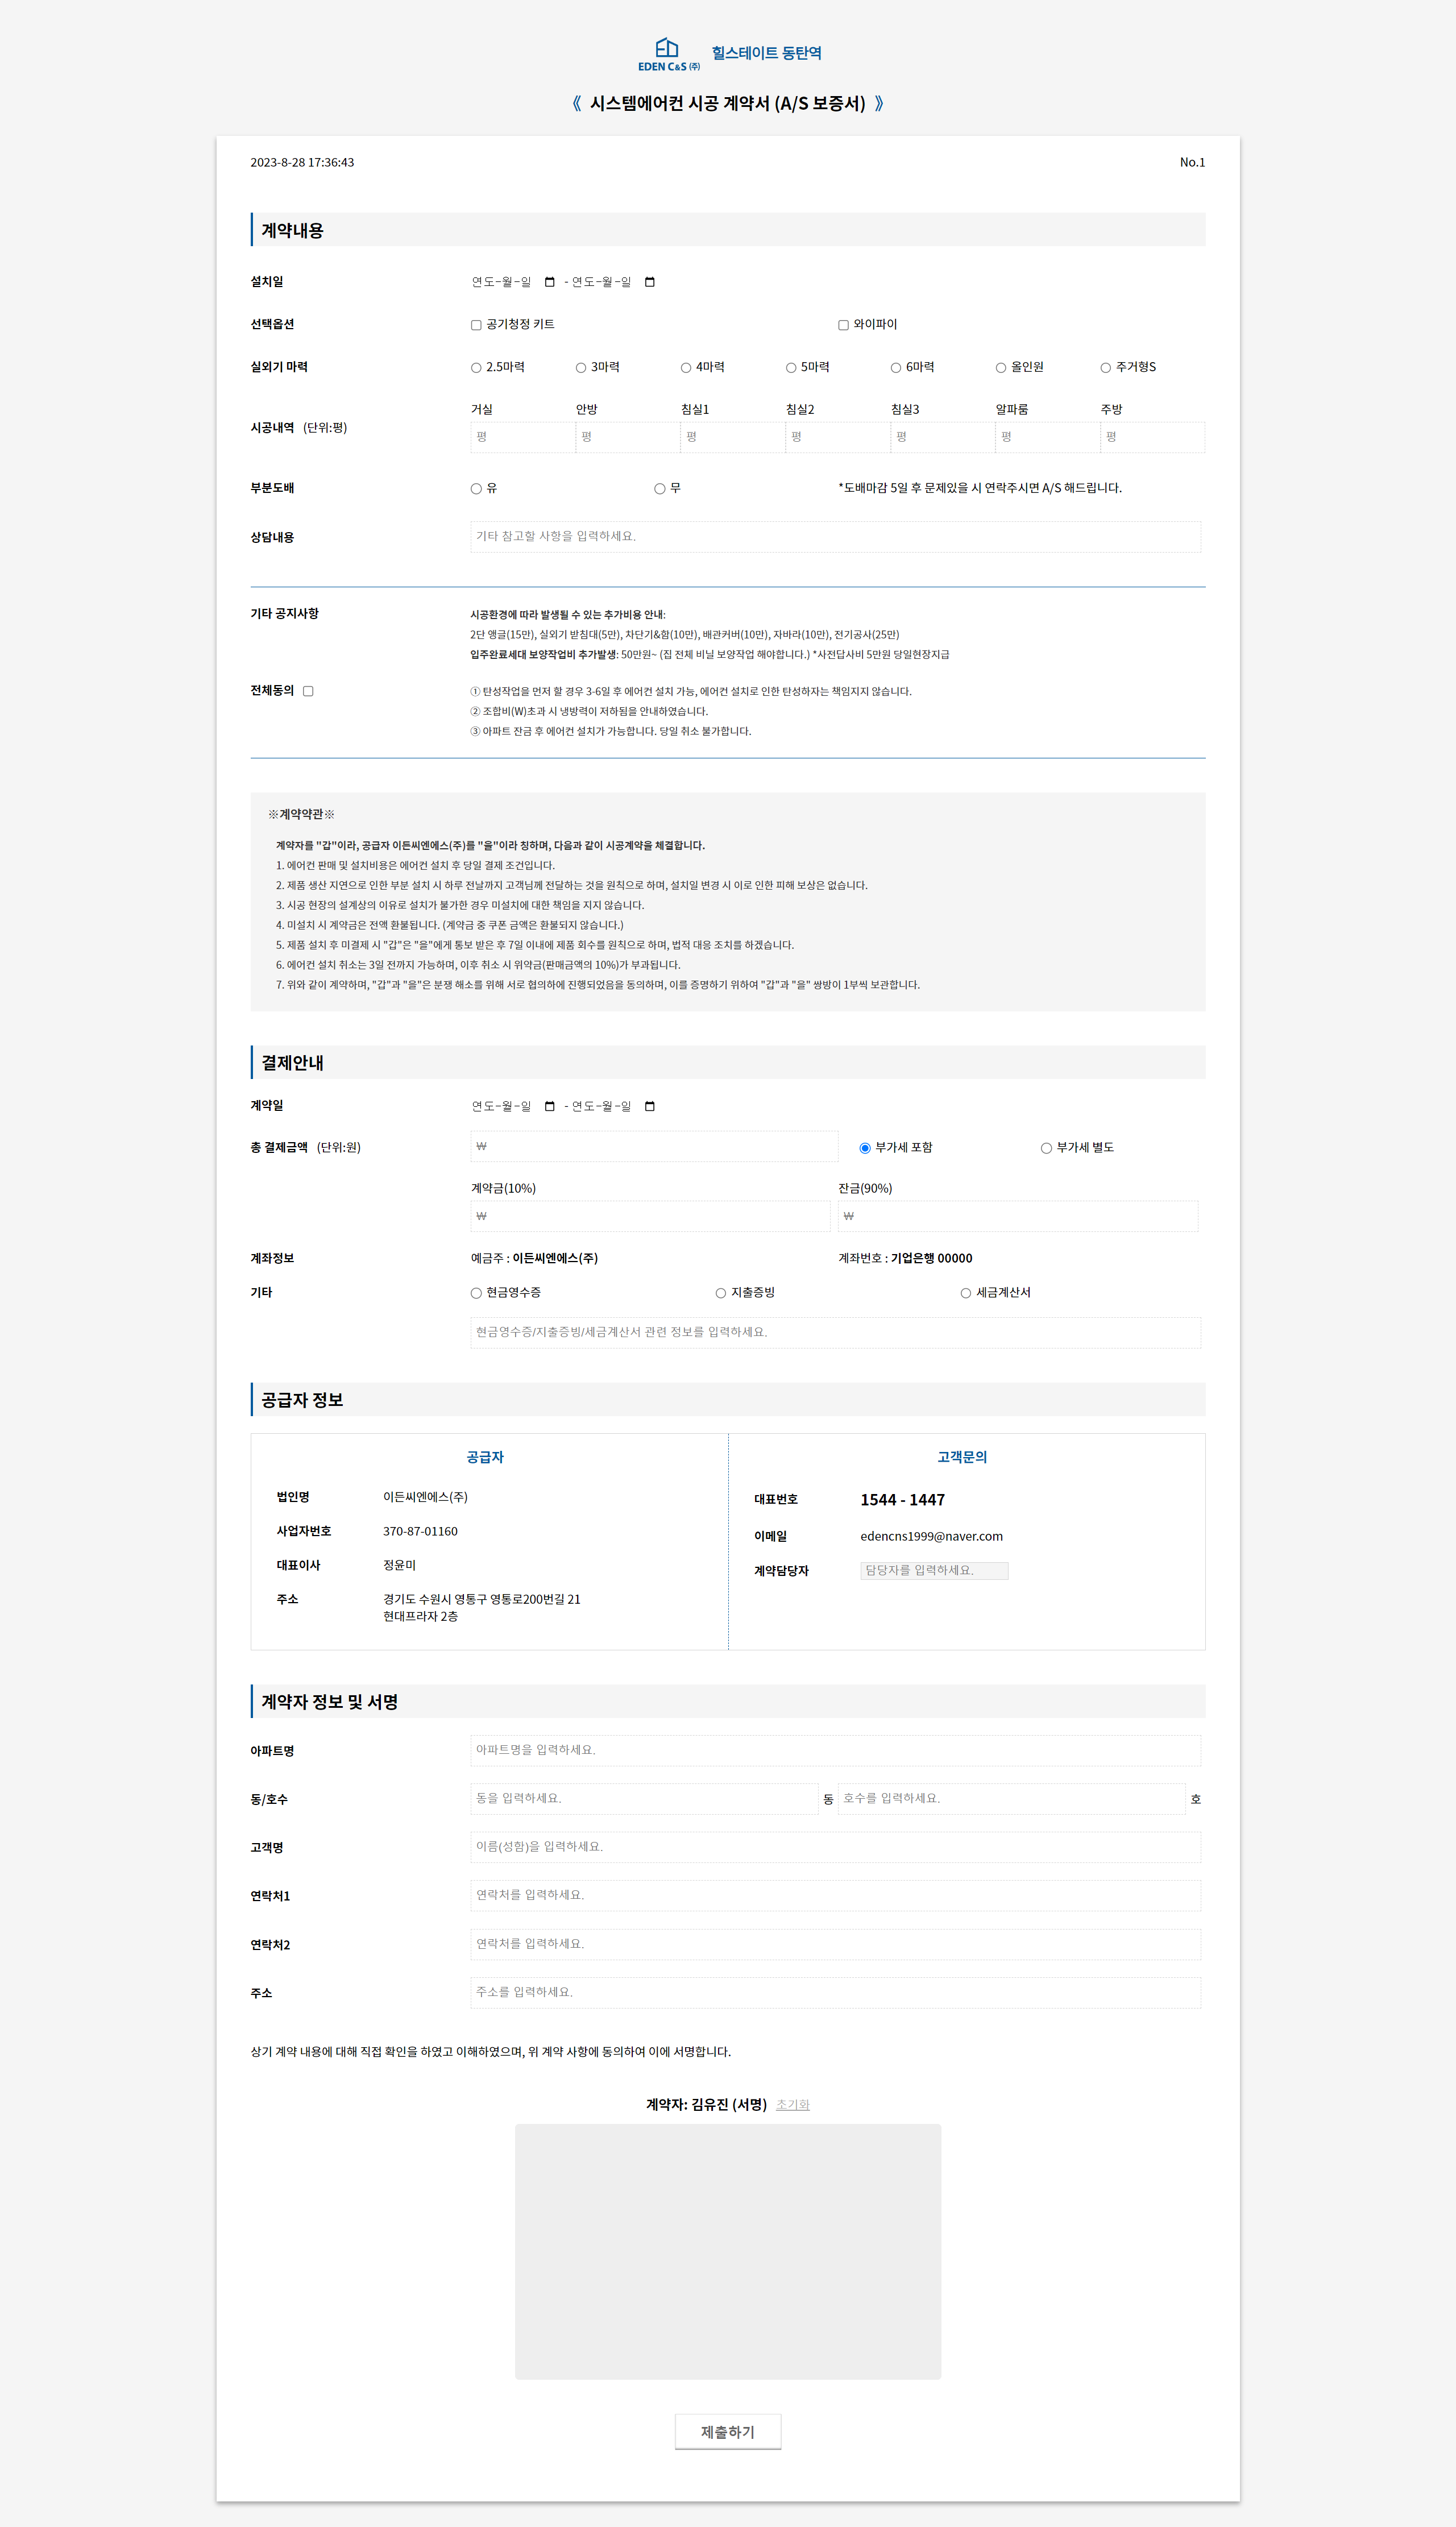 EDEN C&S (주)
힐스테이트 동탄역
《 시스템에어컨 시공 계약서 (A/S 보증서) 》
2023-8-28 17:36:43 No.1
계약내용
설치일 연도-월-일 - 연도-월-일
선택옵션 공기청정 키트 와이파이
실외기 마력 2.5마력 3마력 4마력 5마력 6마력 올인원 주거형S
거실 안방 침실1 침실2 침실3 알파룸 주방
시공내역 (단위:평)
평 평 평 평 평 평 평
부분도배 유 무 *도배마감 5일 후 문제있을 시 연락주시면 A/S 해드립니다.
상담내용 기타 참고할 사항을 입력하세요.
기타 공지사항 시공환경에 따라 발생될 수 있는 추가비용 안내:
2단 앵글(15만), 실외기 받침대(5만), 차단기&함(10만), 배관커버(10만), 자바라(10만), 전기공사(25만)
입주완료세대 보양작업비 추가발생: 50만원~ (집 전체 비닐 보양작업 해야합니다.) *사전답사비 5만원 당일현장지급
전체동의 ① 탄성작업을 먼저 할 경우 3-6일 후 에어컨 설치 가능, 에어컨 설치로 인한 탄성하자는 책임지지 않습니다.
② 조합비(W)초과 시 냉방력이 저하됨을 안내하였습니다.
③ 아파트 잔금 후 에어컨 설치가 가능합니다. 당일 취소 불가합니다.
※계약약관※
계약자를 "갑"이라, 공급자 이든씨엔에스(주)를 "을"이라 칭하며, 다음과 같이 시공계약을 체결합니다.
1. 에어컨 판매 및 설치비용은 에어컨 설치 후 당일 결제 조건입니다.
2. 제품 생산 지연으로 인한 부분 설치 시 하루 전날까지 고객님께 전달하는 것을 원칙으로 하며, 설치일 변경 시 이로 인한 피해 보상은 없습니다.
3. 시공 현장의 설계상의 이유로 설치가 불가한 경우 미설치에 대한 책임을 지지 않습니다.
4. 미설치 시 계약금은 전액 환불됩니다. (계약금 중 쿠폰 금액은 환불되지 않습니다.)
5. 제품 설치 후 미결제 시 "갑"은 "을"에게 통보 받은 후 7일 이내에 제품 회수를 원칙으로 하며, 법적 대응 조치를 하겠습니다.
6. 에어컨 설치 취소는 3일 전까지 가능하며, 이후 취소 시 위약금(판매금액의 10%)가 부과됩니다.
7. 위와 같이 계약하며, "갑"과 "을"은 분쟁 해소를 위해 서로 협의하에 진행되었음을 동의하며, 이를 증명하기 위하여 "갑"과 "을" 쌍방이 1부씩 보관합니다.
결제안내
계약일 연도-월-일 - 연도-월-일
총 결제금액 (단위:원) ₩ 부가세 포함 부가세 별도
계약금(10%) 잔금(90%)
₩ ₩
계좌정보 예금주 : 이든씨엔에스(주) 계좌번호 : 기업은행 00000
기타 현금영수증 지출증빙 세금계산서
현금영수증/지출증빙/세금계산서 관련 정보를 입력하세요.
공급자 정보
공급자
법인명 이든씨엔에스(주)
사업자번호 370-87-01160
대표이사 정윤미
주소 경기도 수원시 영통구 영통로200번길 21
현대프라자 2층
고객문의
대표번호 1544 - 1447
이메일 edencns1999@naver.com
계약담당자 담당자를 입력하세요.
계약자 정보 및 서명
아파트명 아파트명을 입력하세요.
동/호수 동을 입력하세요. 동 호수를 입력하세요. 호
고객명 이름(성함)을 입력하세요.
연락처1 연락처를 입력하세요.
연락처2 연락처를 입력하세요.
주소 주소를 입력하세요.
상기 계약 내용에 대해 직접 확인을 하였고 이해하였으며, 위 계약 사항에 동의하여 이에 서명합니다.
계약자: 김유진 (서명) 초기화
제출하기